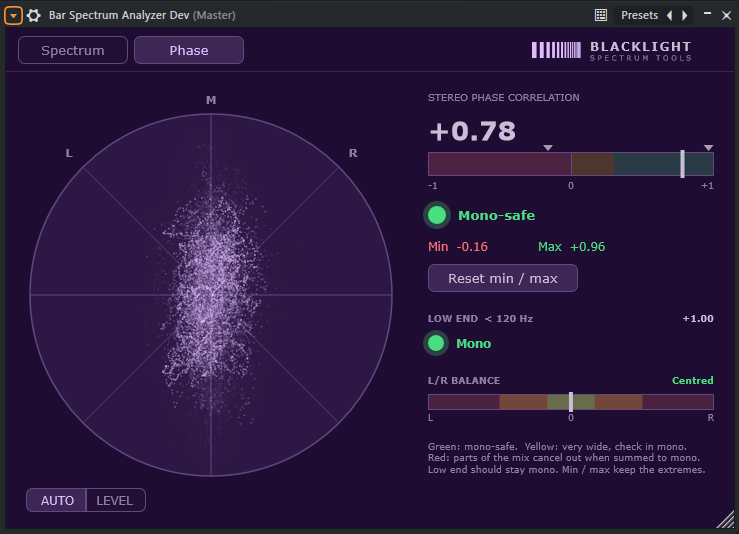 Bar Spectrum Analyzer Dev (Master)
Presets
Spectrum
Phase
BLACKLIGHT
SPECTRUM TOOLS
M
L
R
STEREO PHASE CORRELATION
+0.78
-1 0 +1
Mono-safe
Min -0.16 Max +0.96
Reset min / max
LOW END < 120 Hz +1.00
Mono
L/R BALANCE Centred
L 0 R
Green: mono-safe. Yellow: very wide, check in mono.
Red: parts of the mix cancel out when summed to mono.
Low end should stay mono. Min / max keep the extremes.
AUTO LEVEL